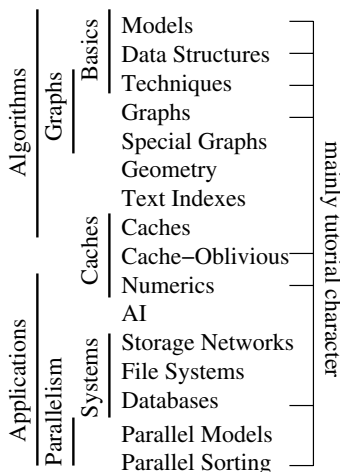 Models
Data Structures
Techniques
Graphs
Special Graphs
Geometry
Text Indexes
Caches
Cache−Oblivious
Numerics
AI
Storage Networks
File Systems
Databases
Parallel Models
Parallel Sorting
Algorithms
Applications
Graphs
Parallelism
Basics
Caches
Systems
mainly tutorial character